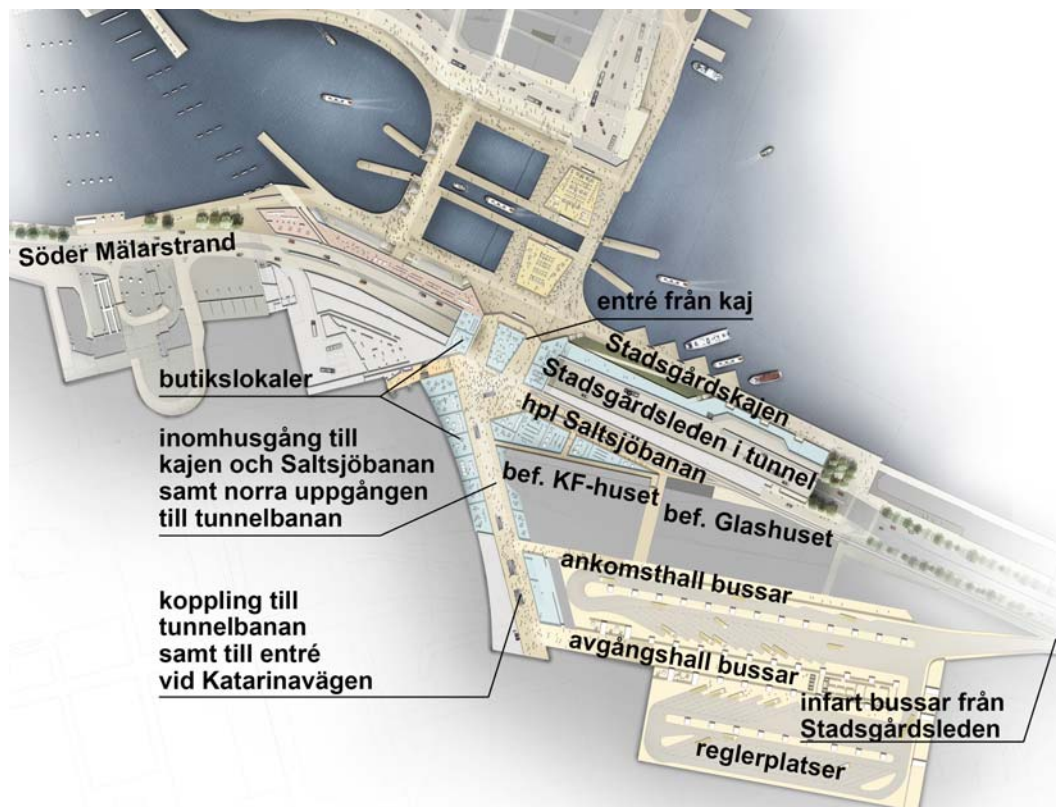 Söder Mälarstrand
entré från kaj
Stadsgårdskajen
Stadsgårdsleden i tunnel
hpl Saltsjöbanan
butikslokaler
inomhusgång till
kajen och Saltsjöbanan
samt norra uppgången
till tunnelbanan
bef. KF-huset
bef. Glashuset
ankomsthall bussar
koppling till
tunnelbanan
samt till entré
vid Katarinavägen
avgångshall bussar
infart bussar från
Stadsgårdsleden
reglerplatser